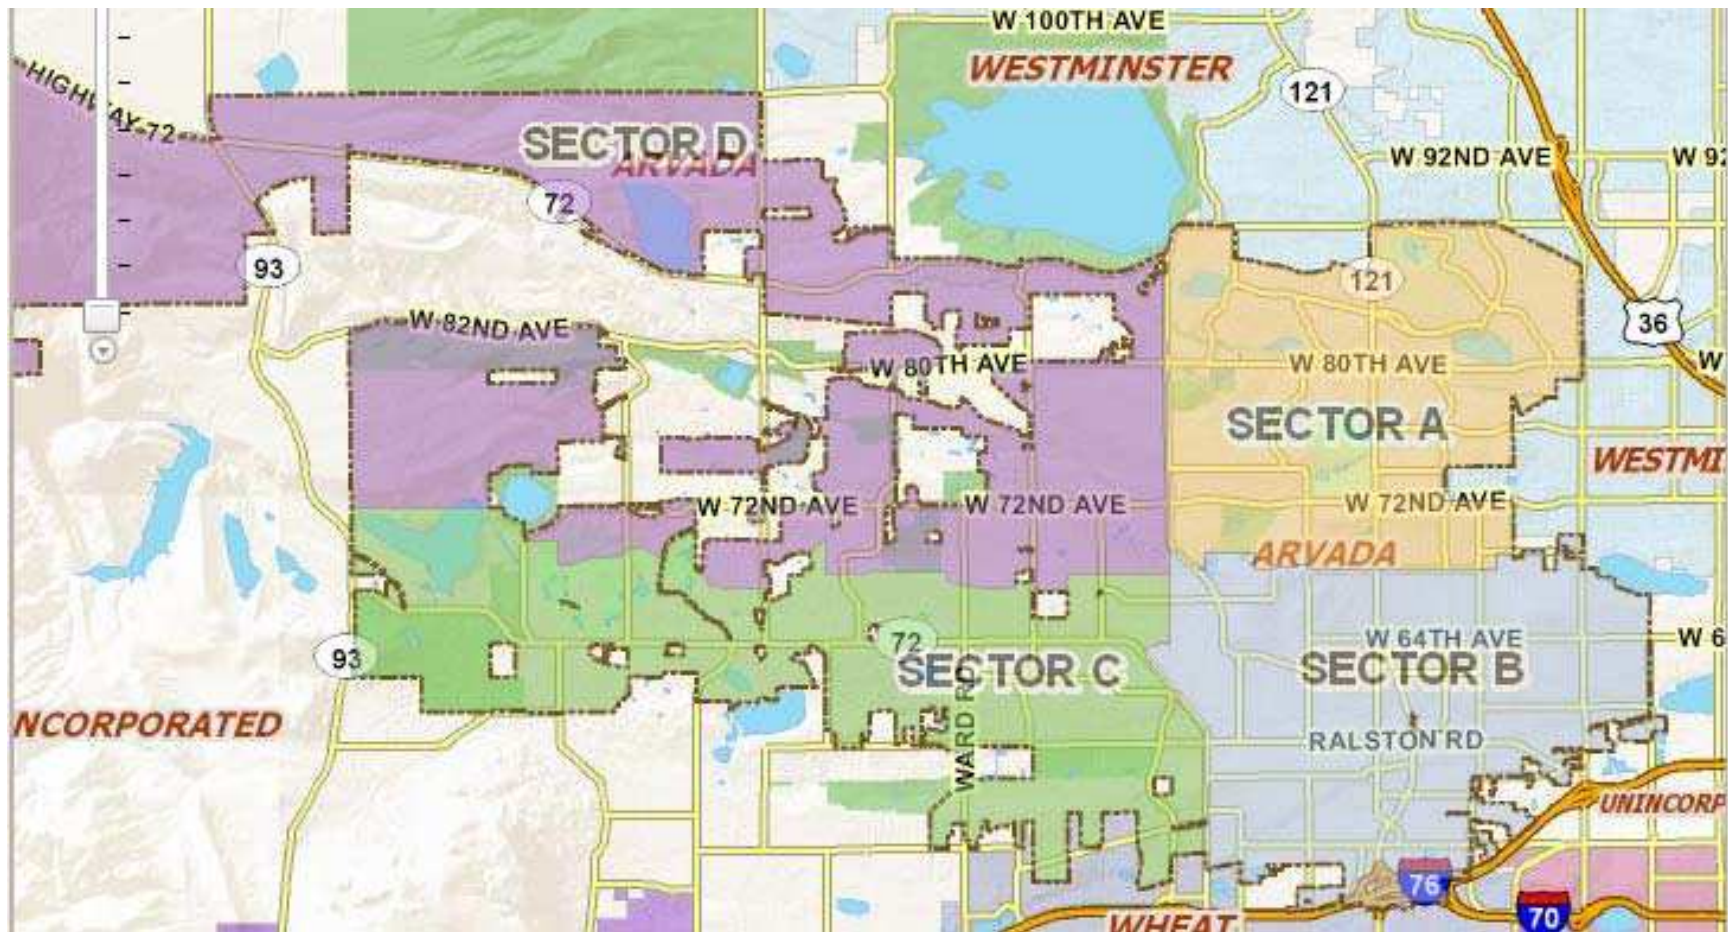 W 100TH AVE
WESTMINSTER
HIGHWAY 72
121
SECTOR D
ARVADA
W 92ND AVE
W 92
72
93
121
36
W 82ND AVE
W 80TH AVE
W 80TH AVE
W
SECTOR A
WESTMI
W 72ND AVE
W 72ND AVE
W 72ND AVE
ARVADA
93
72
W 64TH AVE
W 6
SECTOR C
SECTOR B
NCORPORATED
WARD RD
RALSTON RD
UNINCORP
76
70
WHEAT